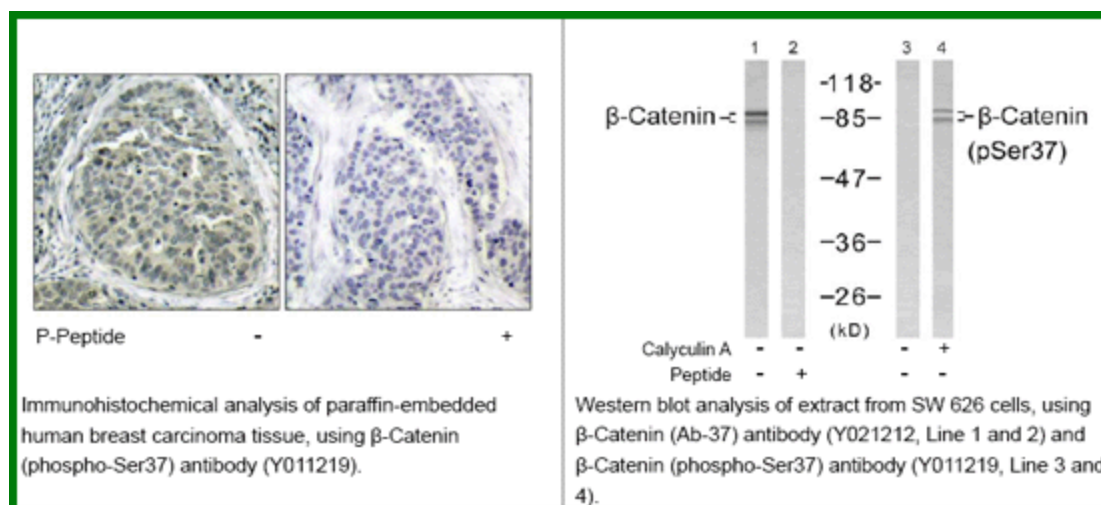 P-Peptide - +
Immunohistochemical analysis of paraffin-embedded
human breast carcinoma tissue, using β-Catenin
(phospho-Ser37) antibody (Y011219).
1 2 3 4
-118-
β-Catenin -85- β-Catenin
(pSer37)
-47-
-36-
-26-
(kD)
Calyculin A - - - +
Peptide - + - -
Western blot analysis of extract from SW 626 cells, using
β-Catenin (Ab-37) antibody (Y021212, Line 1 and 2) and
β-Catenin (phospho-Ser37) antibody (Y011219, Line 3 and
4).